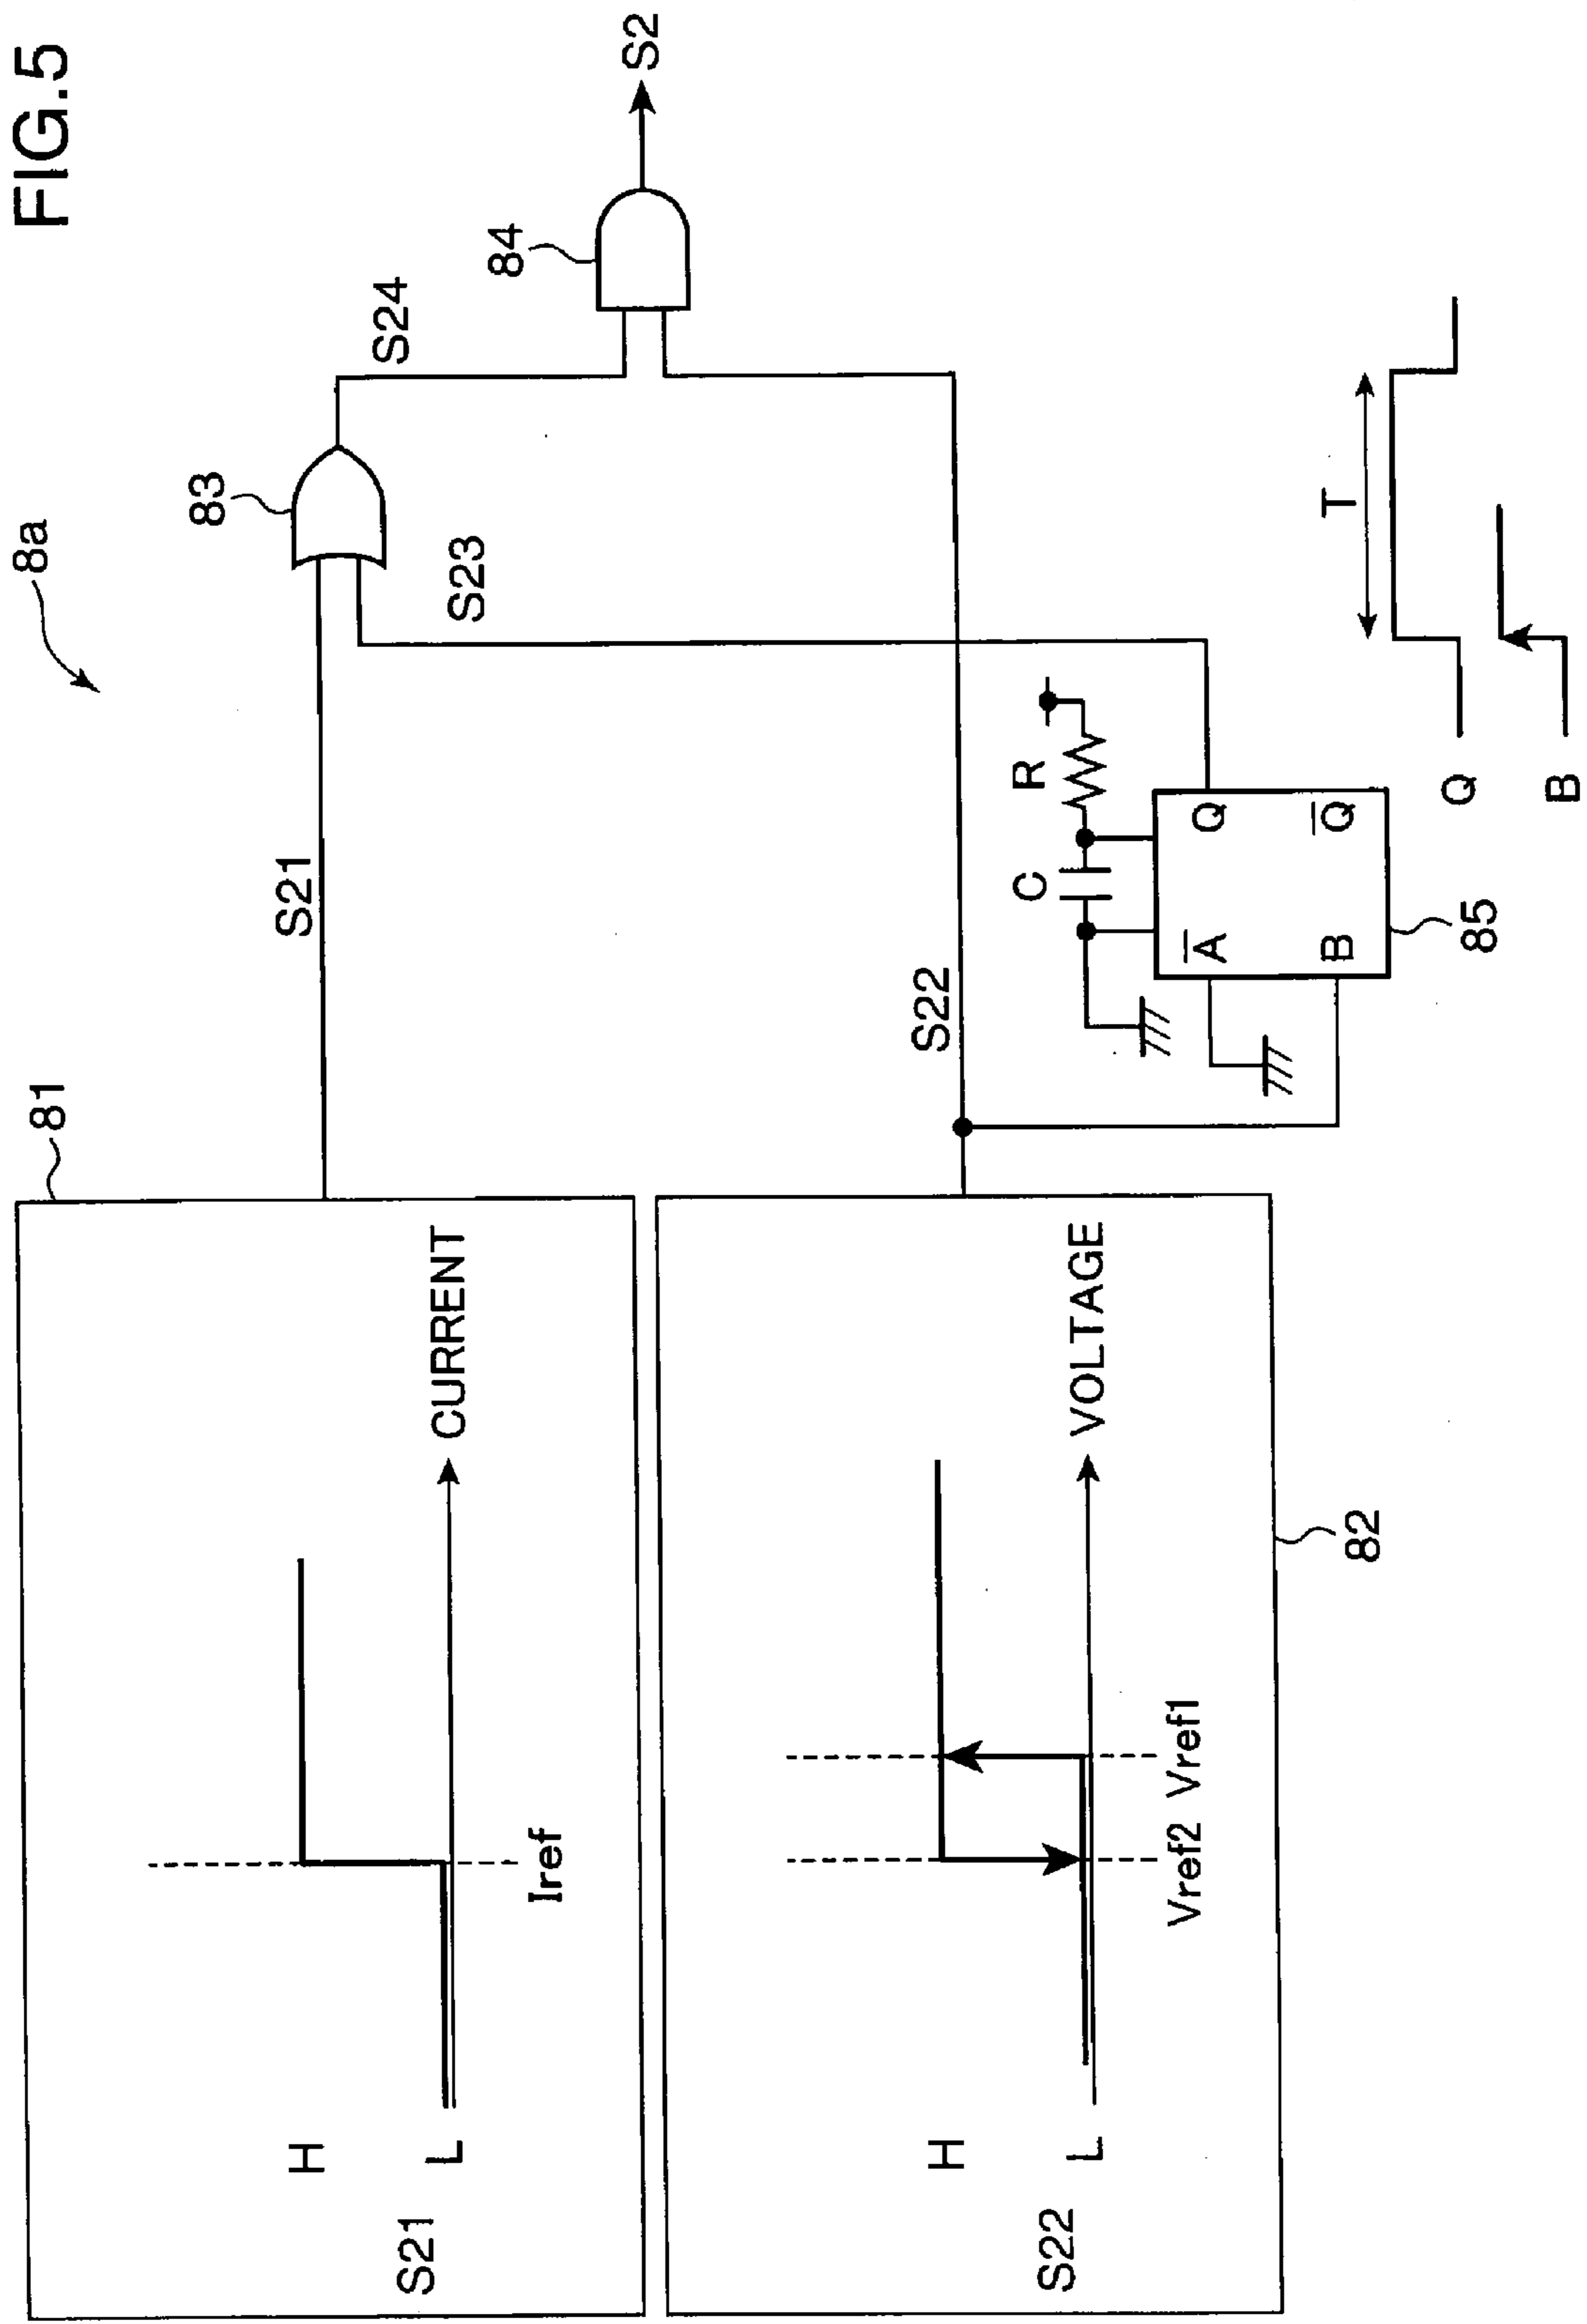 FIG.5
8a
81
S21
H
L
Iref
CURRENT
S21
83
S23
S24
84
S2
S22
H
L
Vref2 Vref1
VOLTAGE
82
S22
C
R
A̅
B
Q
Q̅
85
T
Q
B